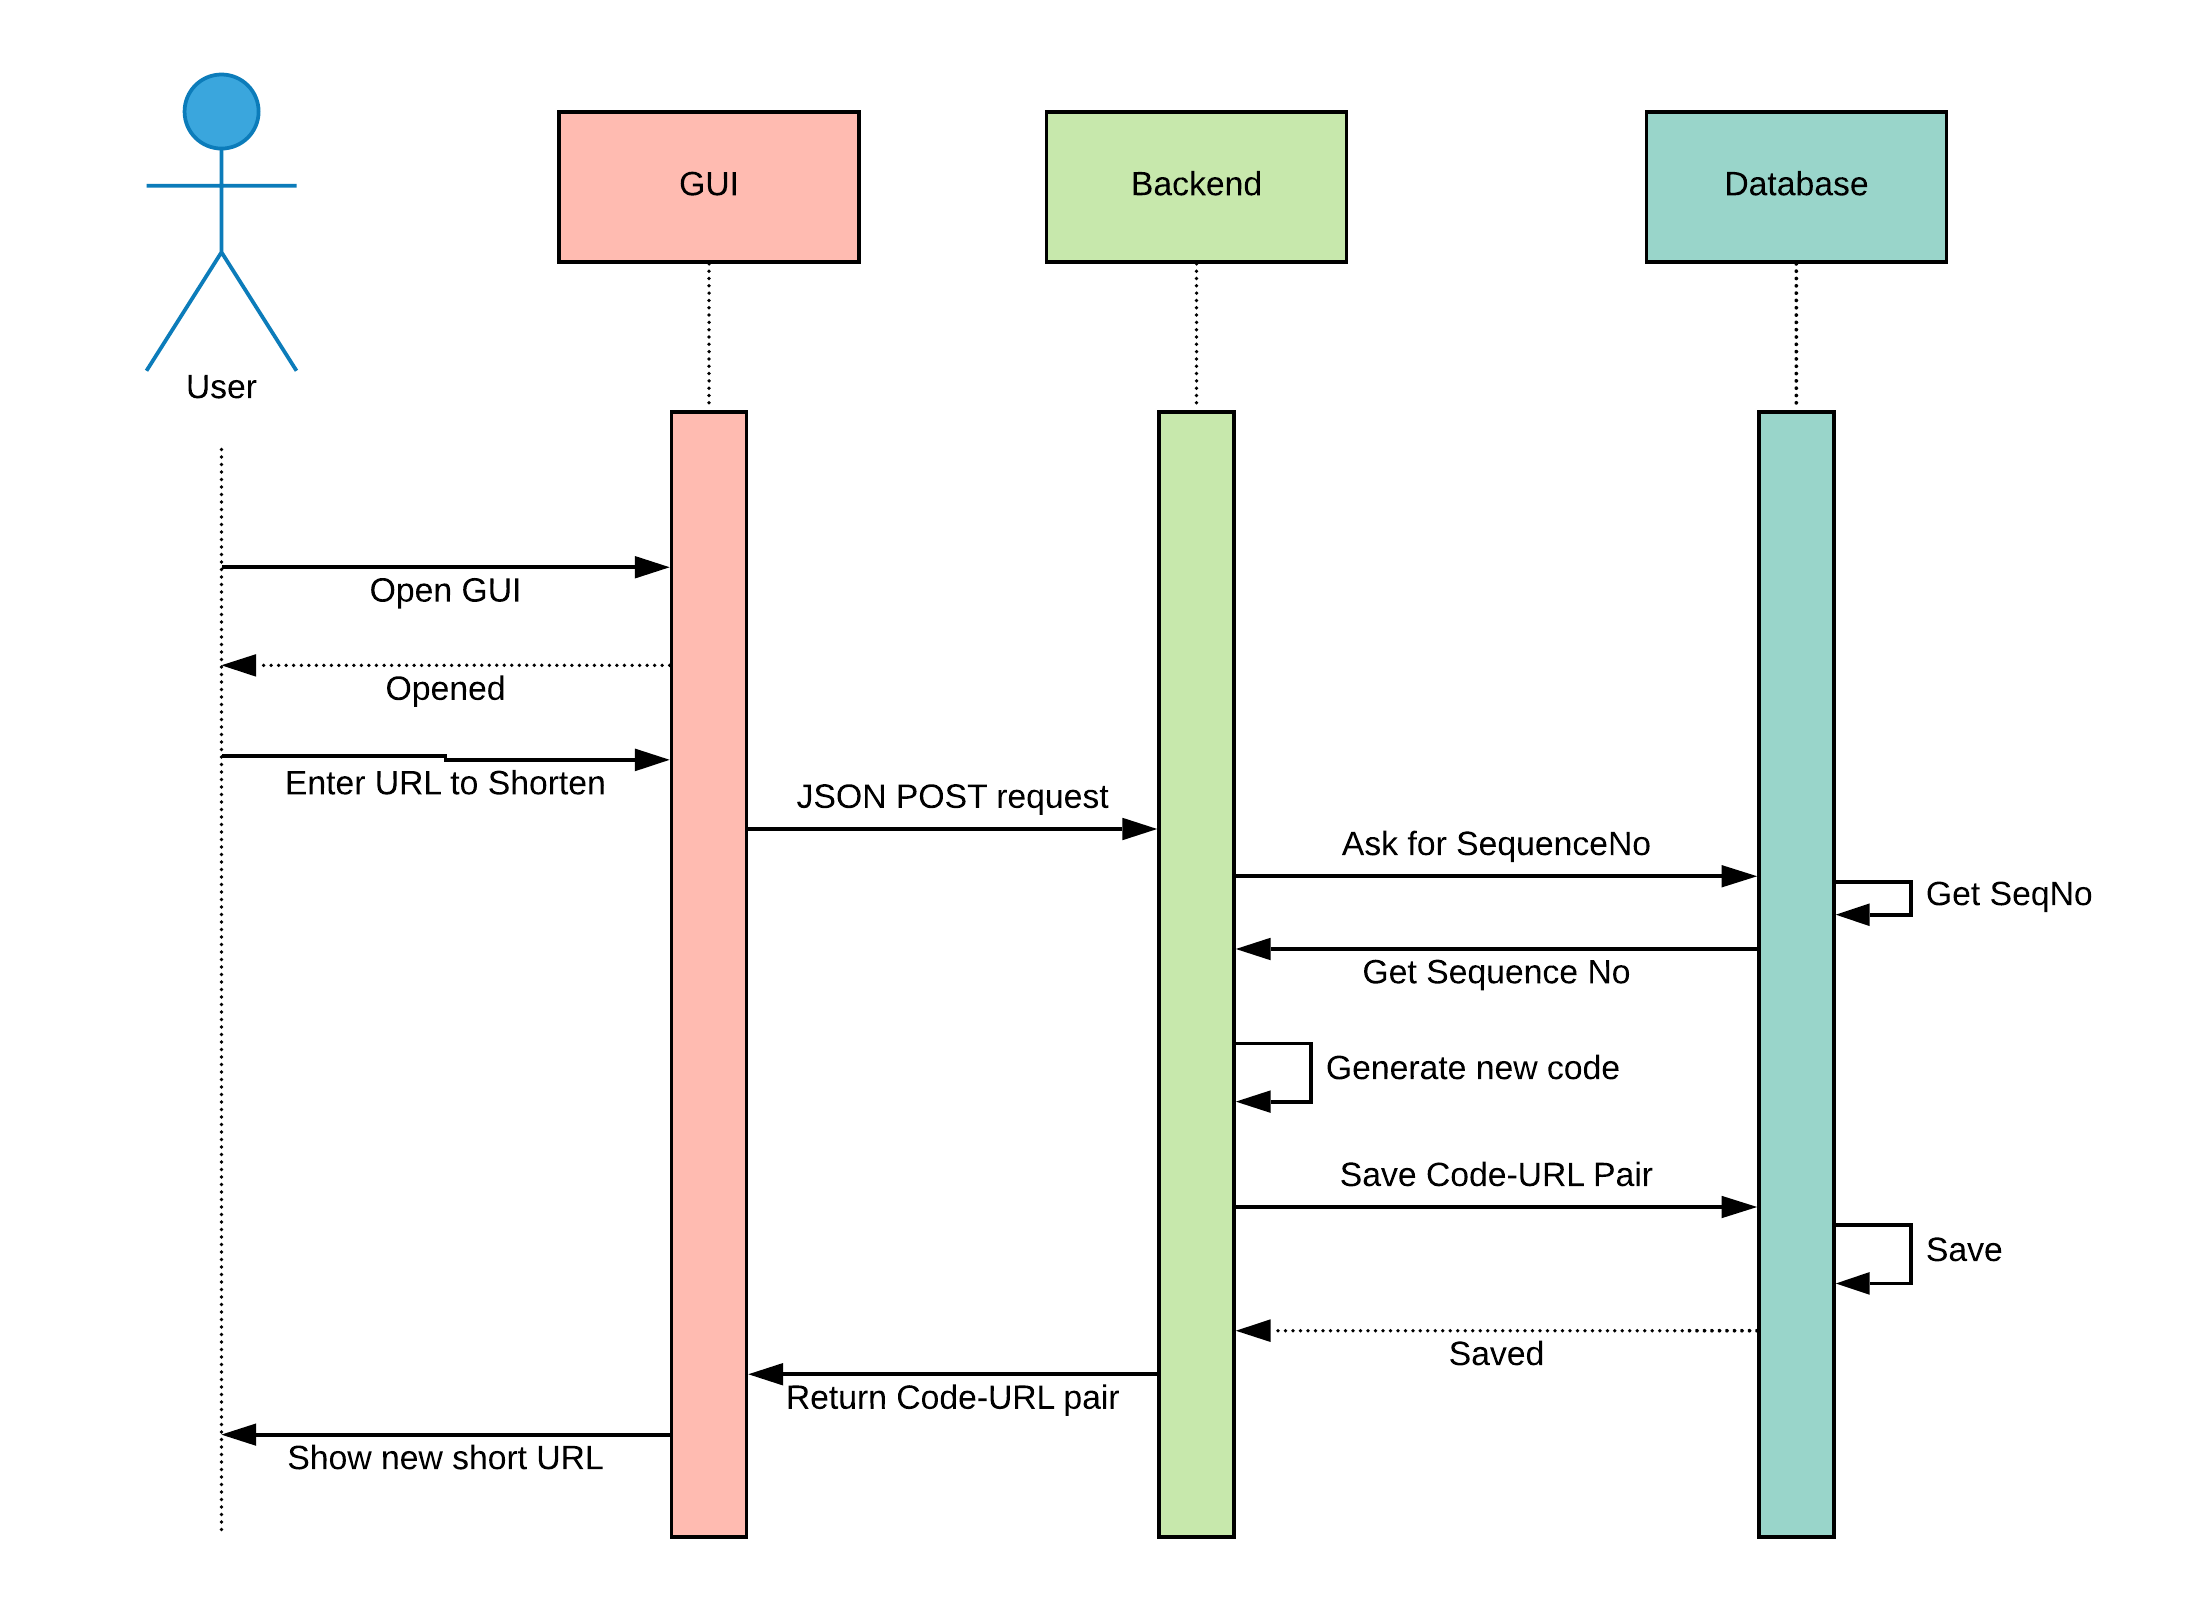 GUI
Backend
Database
User
Open GUI
Opened
Enter URL to Shorten
JSON POST request
Ask for SequenceNo
Get SeqNo
Get Sequence No
Generate new code
Save Code-URL Pair
Save
Saved
Return Code-URL pair
Show new short URL